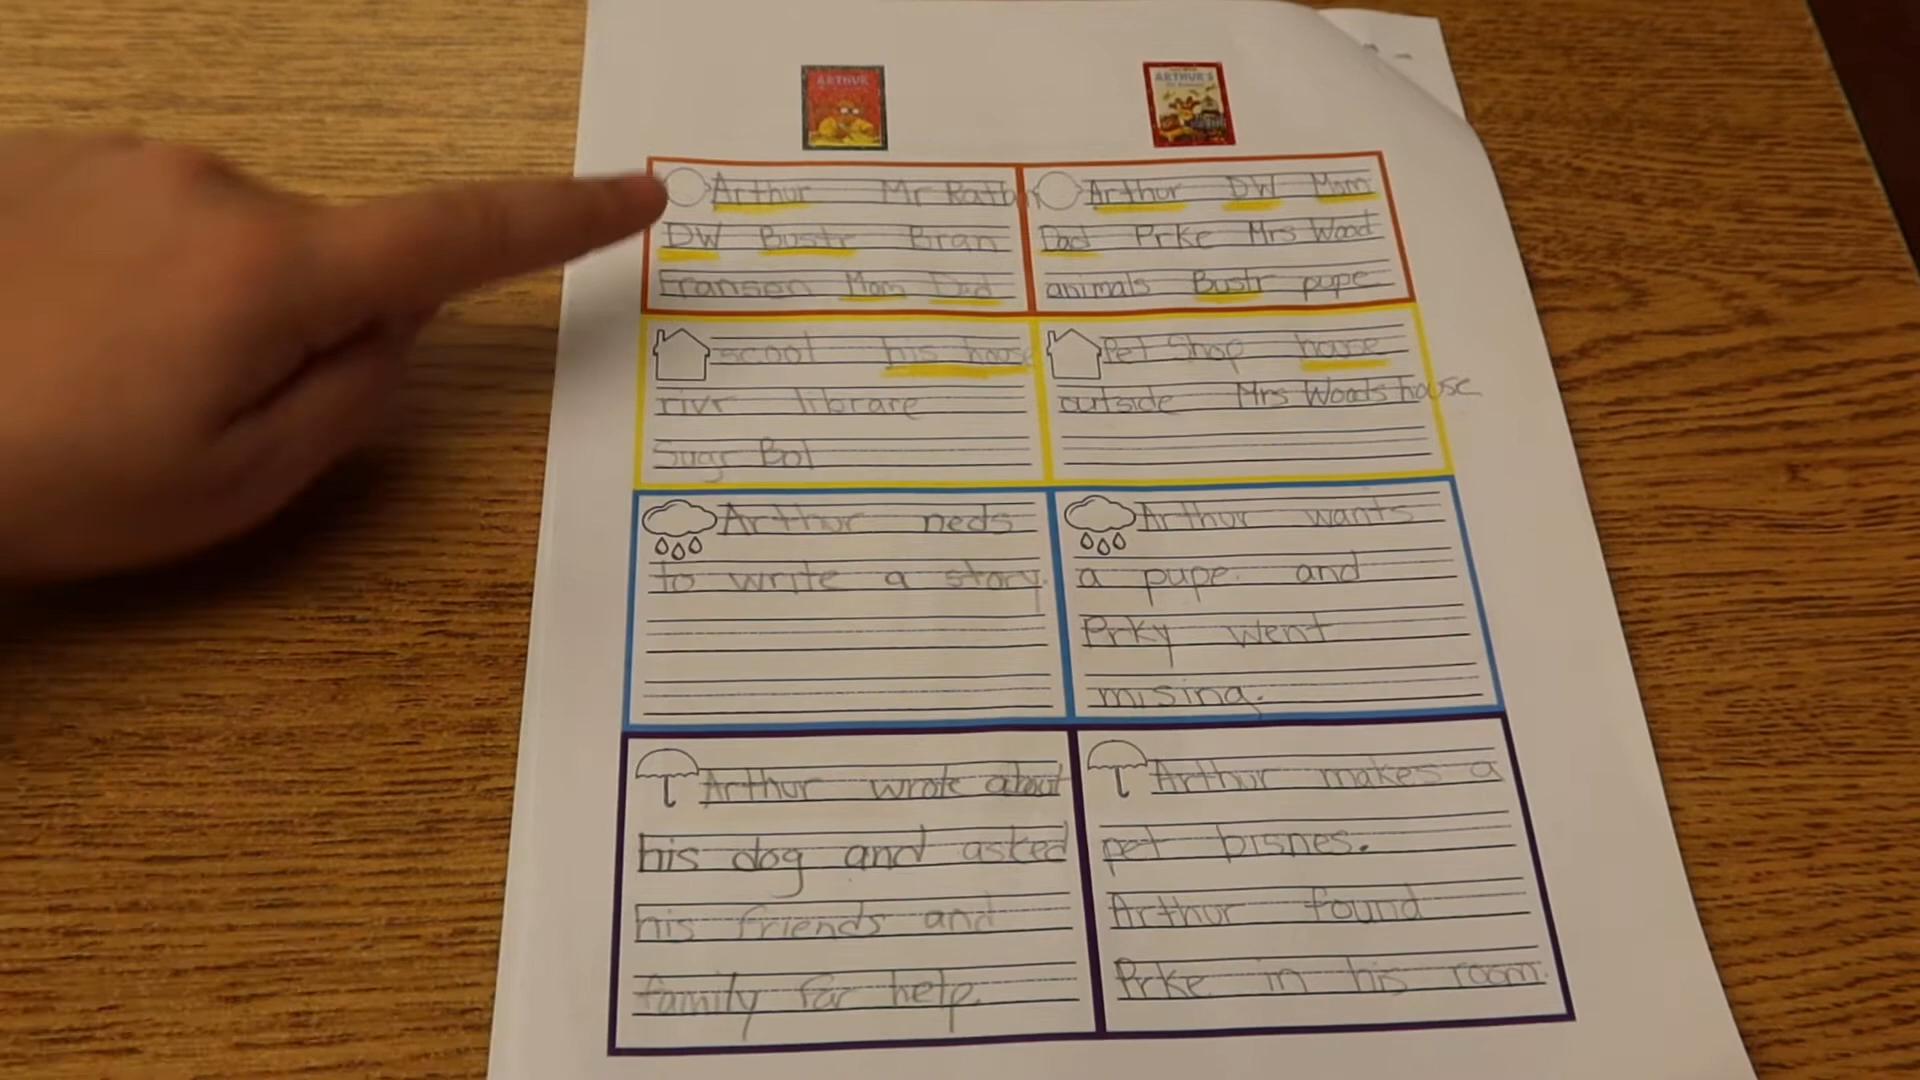 ARTHUR
ARTHUR'S
Arthur Mr Ratbrn
DW Bustr Bran
Fransen Mom Dad
Arthur DW Mom
Dad Prke Mrs Wood
animals Bustr pupe
scool his house
rivr librare
Sugr Bol
Pet Shop house
outside Mrs Woods house
Arthur neds
to write a story.
Arthur wants
a pupe. and
Prky went
mising.
Arthur wrote about
his dog and asked
his friends and
family for help.
Arthur makes a
pet bisnes.
Arthur found
Prke in his room.